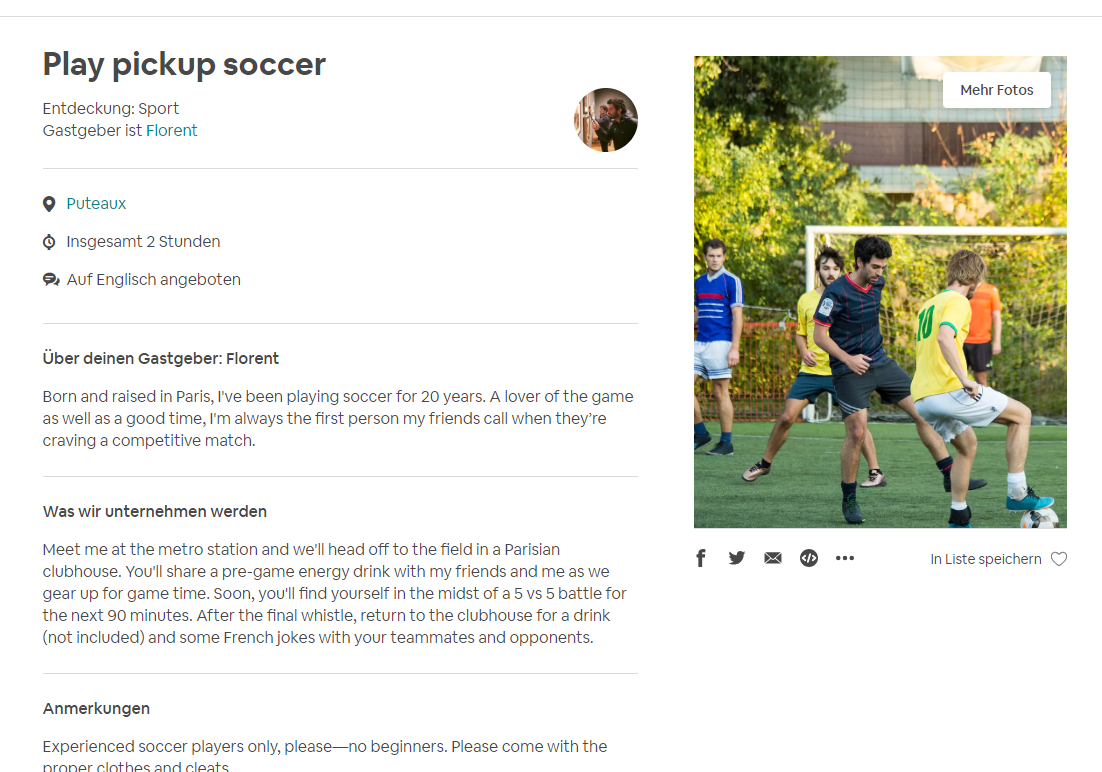 Play pickup soccer
Entdeckung: Sport
Gastgeber ist Florent
Mehr Fotos
Puteaux
Insgesamt 2 Stunden
Auf Englisch angeboten
Über deinen Gastgeber: Florent
Born and raised in Paris, I've been playing soccer for 20 years. A lover of the game
as well as a good time, I'm always the first person my friends call when they’re
craving a competitive match.
10
Was wir unternehmen werden
Meet me at the metro station and we'll head off to the field in a Parisian
clubhouse. You'll share a pre-game energy drink with my friends and me as we
gear up for game time. Soon, you'll find yourself in the midst of a 5 vs 5 battle for
the next 90 minutes. After the final whistle, return to the clubhouse for a drink
(not included) and some French jokes with your teammates and opponents.
In Liste speichern
Anmerkungen
Experienced soccer players only, please—no beginners. Please come with the
proper clothes and cleats.